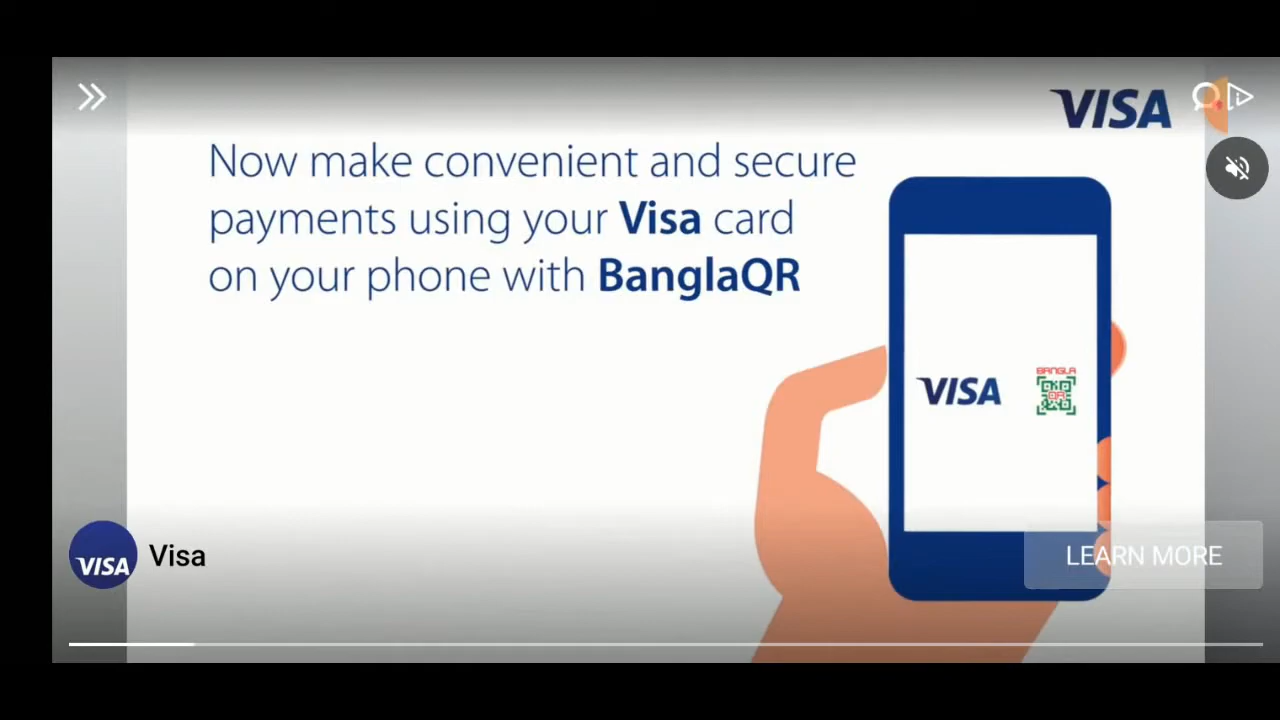 VISA
Now make convenient and secure
payments using your Visa card
on your phone with BanglaQR
VISA
BANGLA
QR
VISA
Visa
LEARN MORE